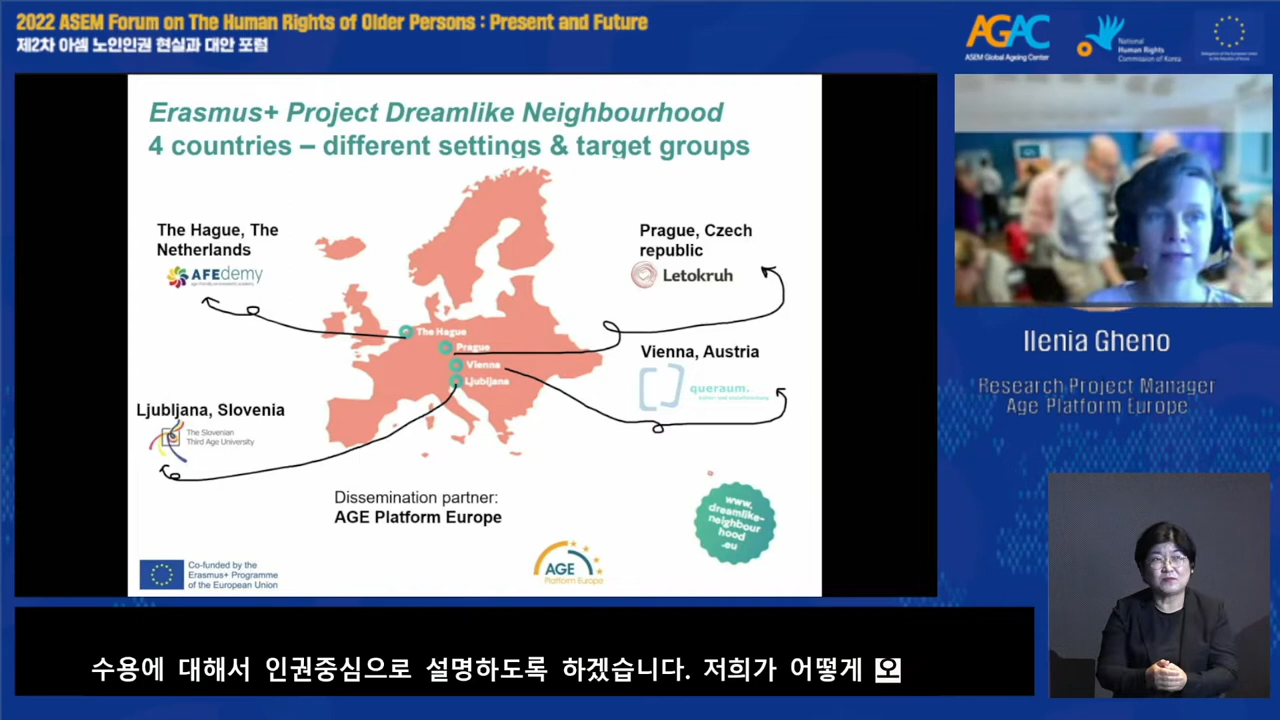 2022 ASEM Forum on The Human Rights of Older Persons : Present and Future
제2차 아셈 노인인권 현실과 대안 포럼
AGAC
ASEM Global Ageing Center
National
Human Rights
Commission of Korea
Erasmus+ Project Dreamlike Neighbourhood
4 countries – different settings & target groups
The Hague, The
Netherlands
AFEdemy
Prague, Czech
republic
Letokruh
The Hague
Prague
Vienna
Ljubljana
Vienna, Austria
queraum.
Ljubljana, Slovenia
The Slovenian
Third Age University
Dissemination partner:
AGE Platform Europe
www.
dreamlike-
neighbour
hood
.eu
Co-funded by the
Erasmus+ Programme
of the European Union
AGE
Platform Europe
Ilenia Gheno
Research Project Manager
Age Platform Europe
수용에 대해서 인권중심으로 설명하도록 하겠습니다. 저희가 어떻게 오